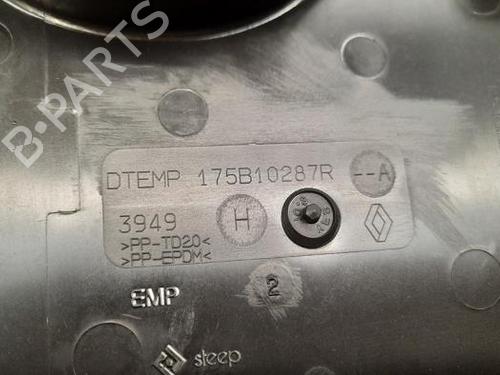 B-PARTS
DTEMP 175B10287R --A
3949 H
>PP-TD20<
>PP-EPDM<
EMP
2
steep